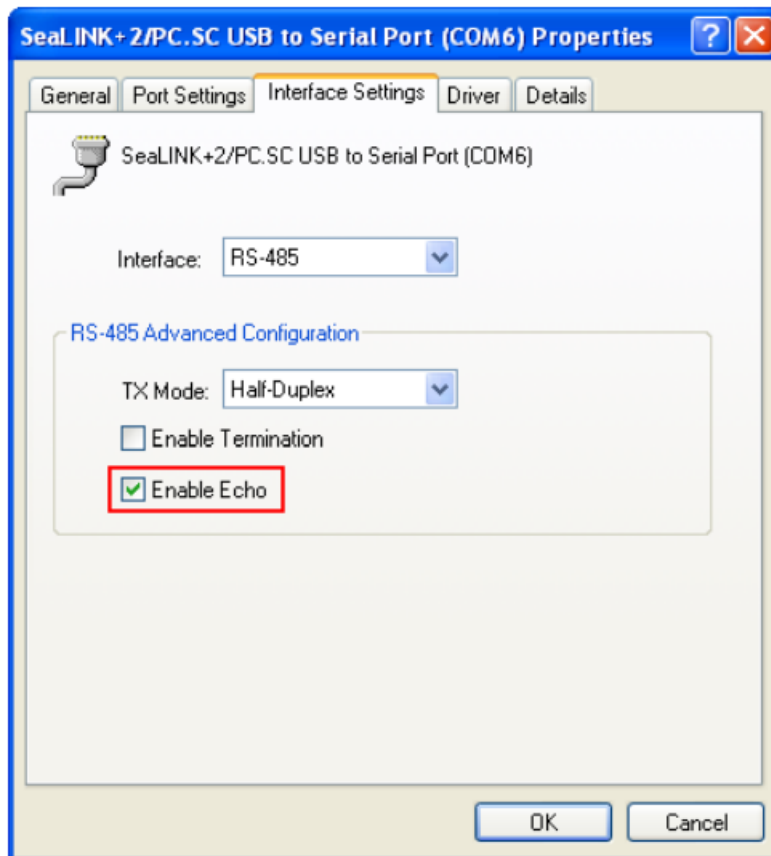 SeaLINK+2/PC.SC USB to Serial Port (COM6) Properties
General Port Settings Interface Settings Driver Details
SeaLINK+2/PC.SC USB to Serial Port (COM6)
Interface: RS-485
RS-485 Advanced Configuration
TX Mode: Half-Duplex
Enable Termination
Enable Echo
OK Cancel